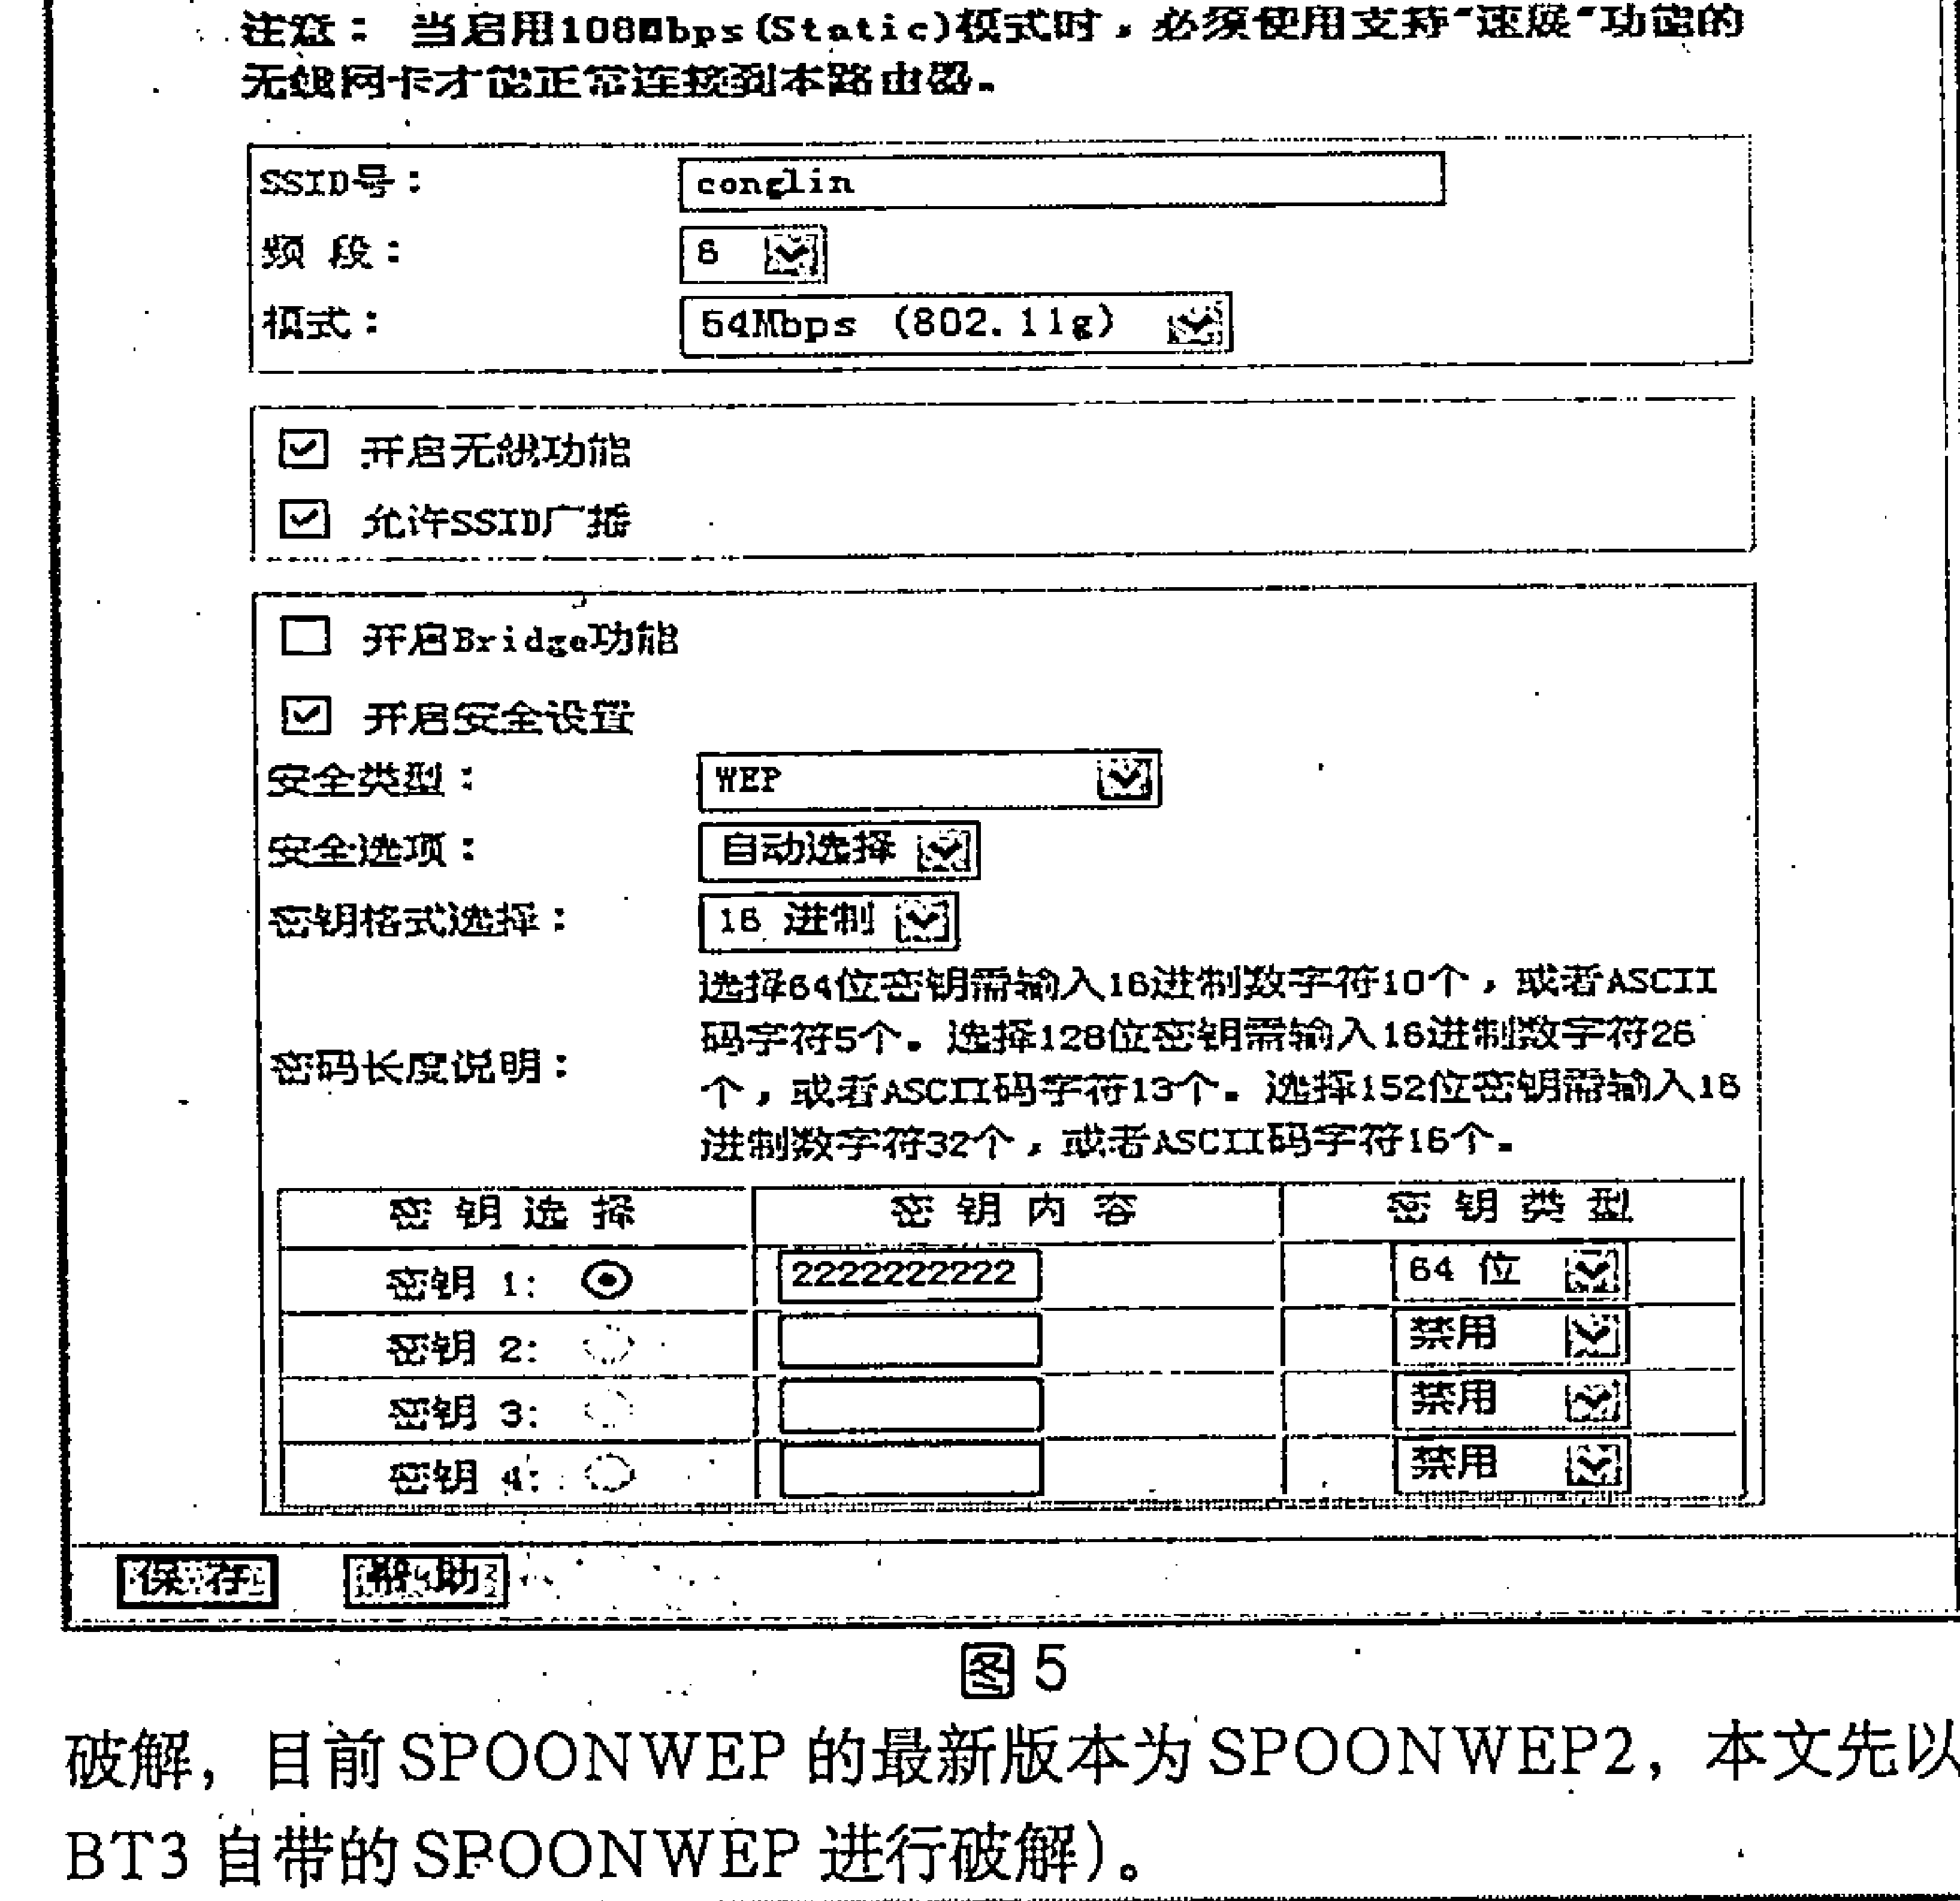 注意： 当启用108Mbps(Static)模式时，必须使用支持“速展”功能的
无线网卡才能正常连接到本路由器。
SSID号： conglin
频 段： 6
模式： 54Mbps (802.11g)
开启无线功能
允许SSID广播
开启Bridge功能
开启安全设置
安全类型： WEP
安全选项： 自动选择
密钥格式选择： 16 进制
选择64位密钥需输入16进制数字符10个，或者ASCII
码字符5个。选择128位密钥需输入16进制数字符26
密码长度说明：
个，或者ASCII码字符13个。选择152位密钥需输入16
进制数字符32个，或者ASCII码字符16个。
密 钥 选 择 密 钥 内 容 密 钥 类 型
密钥 1: 2222222222 64 位
密钥 2: 禁用
密钥 3: 禁用
密钥 4: 禁用
保 存 帮 助
图 5
破解，目前SPOONWEP的最新版本为SPOONWEP2，本文先以
BT3自带的SPOONWEP进行破解)。